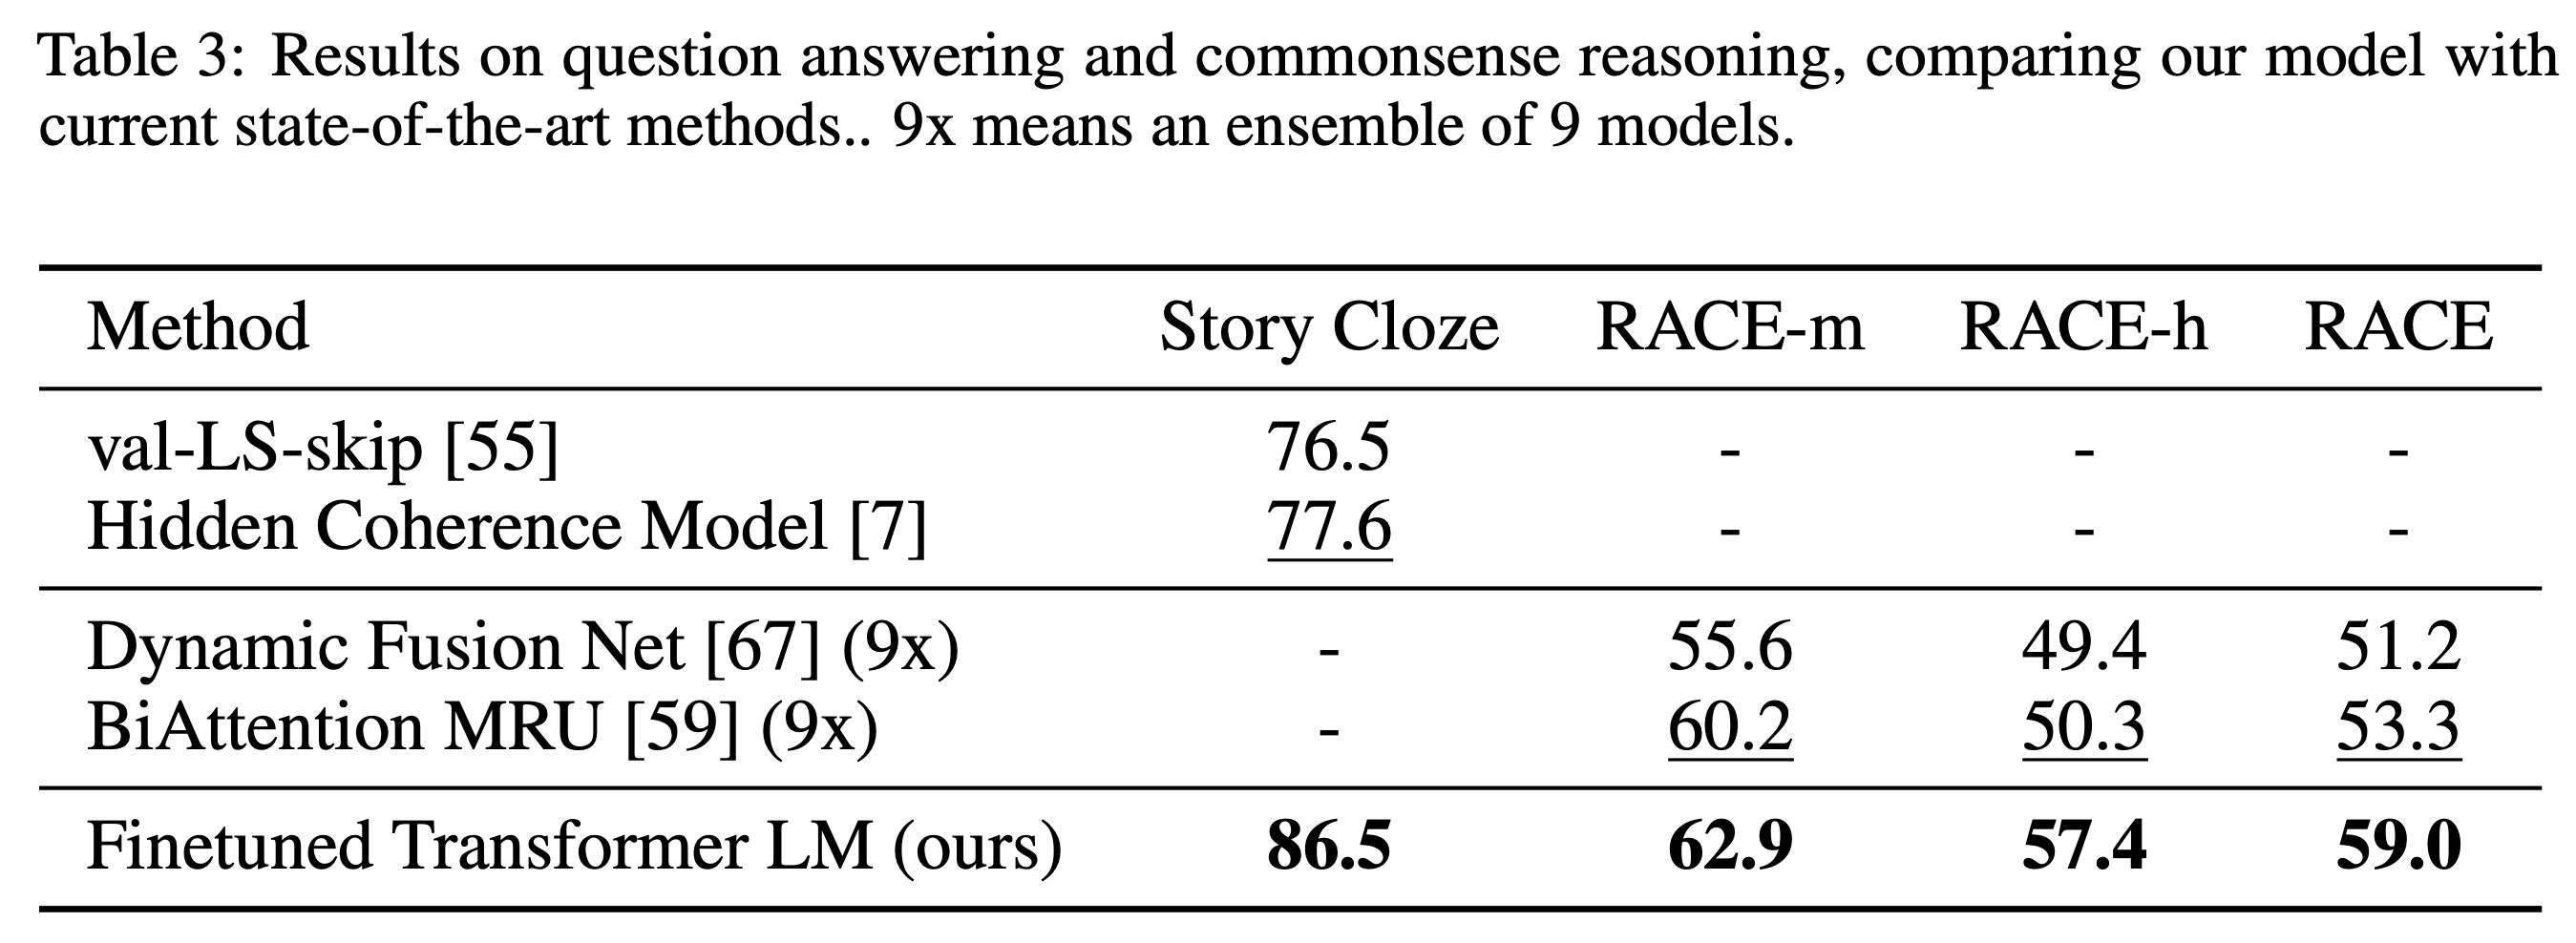 Table 3: Results on question answering and commonsense reasoning, comparing our model with
current state-of-the-art methods.. 9x means an ensemble of 9 models.
Method Story Cloze RACE-m RACE-h RACE
val-LS-skip [55] 76.5 - - -
Hidden Coherence Model [7] 77.6 - - -
Dynamic Fusion Net [67] (9x) - 55.6 49.4 51.2
BiAttention MRU [59] (9x) - 60.2 50.3 53.3
Finetuned Transformer LM (ours) 86.5 62.9 57.4 59.0